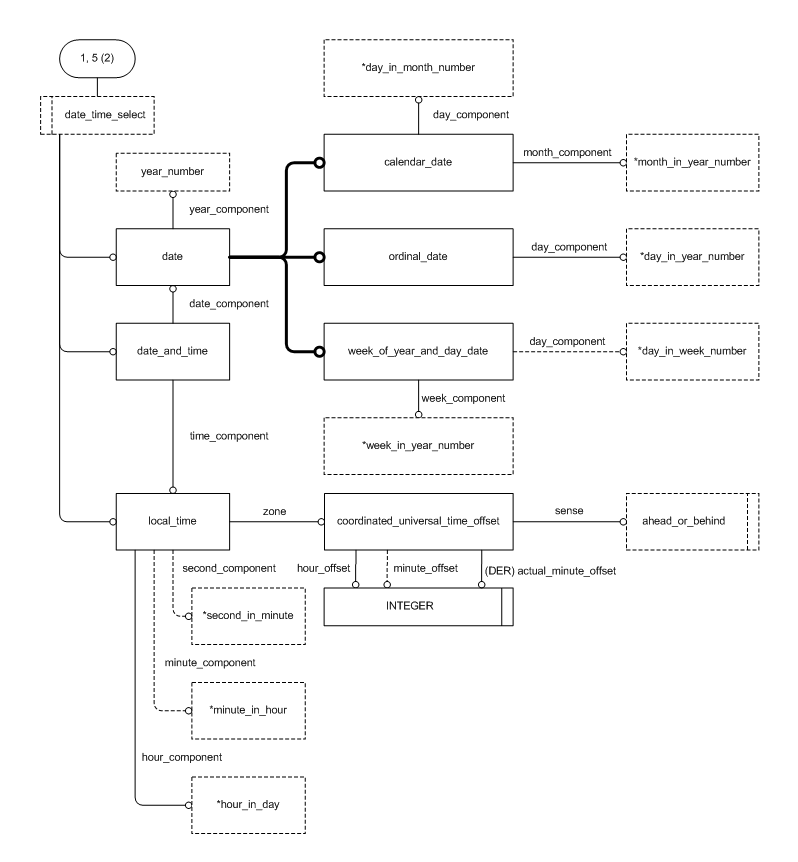 1, 5 (2)
*day_in_month_number
date_time_select
day_component
calendar_date
month_component
*month_in_year_number
year_number
year_component
date
ordinal_date
day_component
*day_in_year_number
date_component
date_and_time
week_of_year_and_day_date
day_component
*day_in_week_number
week_component
time_component
*week_in_year_number
local_time
zone
coordinated_universal_time_offset
sense
ahead_or_behind
second_component
hour_offset
minute_offset
(DER) actual_minute_offset
*second_in_minute
INTEGER
minute_component
*minute_in_hour
hour_component
*hour_in_day